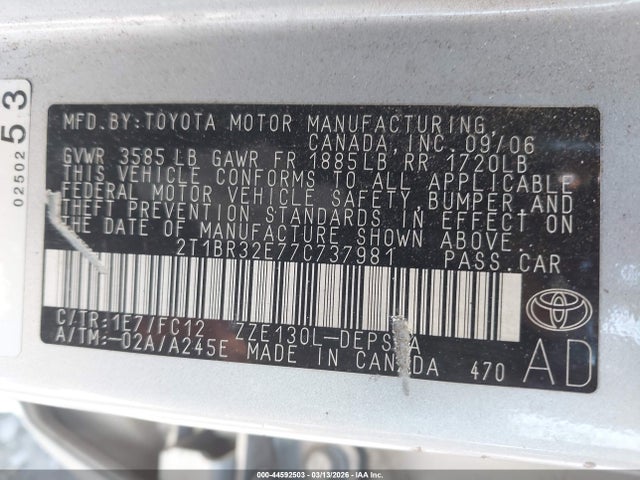 MFD.BY:TOYOTA MOTOR MANUFACTURING,
CANADA, INC. 09/06
GVWR 3585 LB GAWR FR 1885LB, RR 1720LB
THIS VEHICLE CONFORMS TO ALL APPLICABLE
FEDERAL MOTOR VEHICLE SAFETY, BUMPER AND
THEFT PREVENTION STANDARDS IN EFFECT ON
THE DATE OF MANUFACTURE SHOWN ABOVE.
2T1BR32E77C737981 PASS.CAR
C/TR:1E7/FC12 ZZE130L-
A/TM:-02A/A245E MADE IN CANADA 470
AD
02502 53
000-44592503 | 03/13/2026 | IAA Inc.